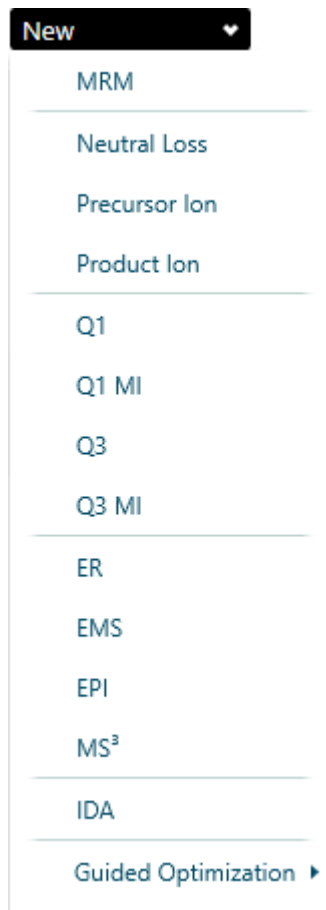 New
MRM
Neutral Loss
Precursor Ion
Product Ion
Q1
Q1 MI
Q3
Q3 MI
ER
EMS
EPI
MS³
IDA
Guided Optimization